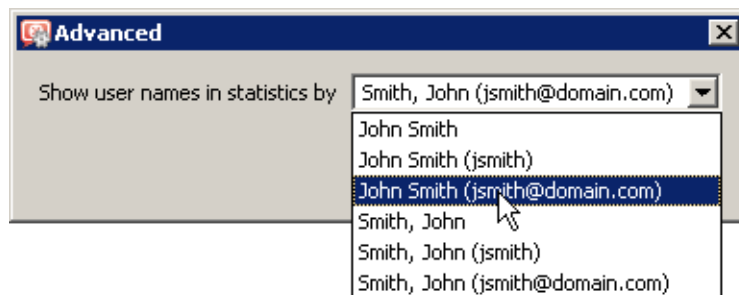 Advanced
Show user names in statistics by Smith, John (jsmith@domain.com)
John Smith
John Smith (jsmith)
John Smith (jsmith@domain.com)
Smith, John
Smith, John (jsmith)
Smith, John (jsmith@domain.com)